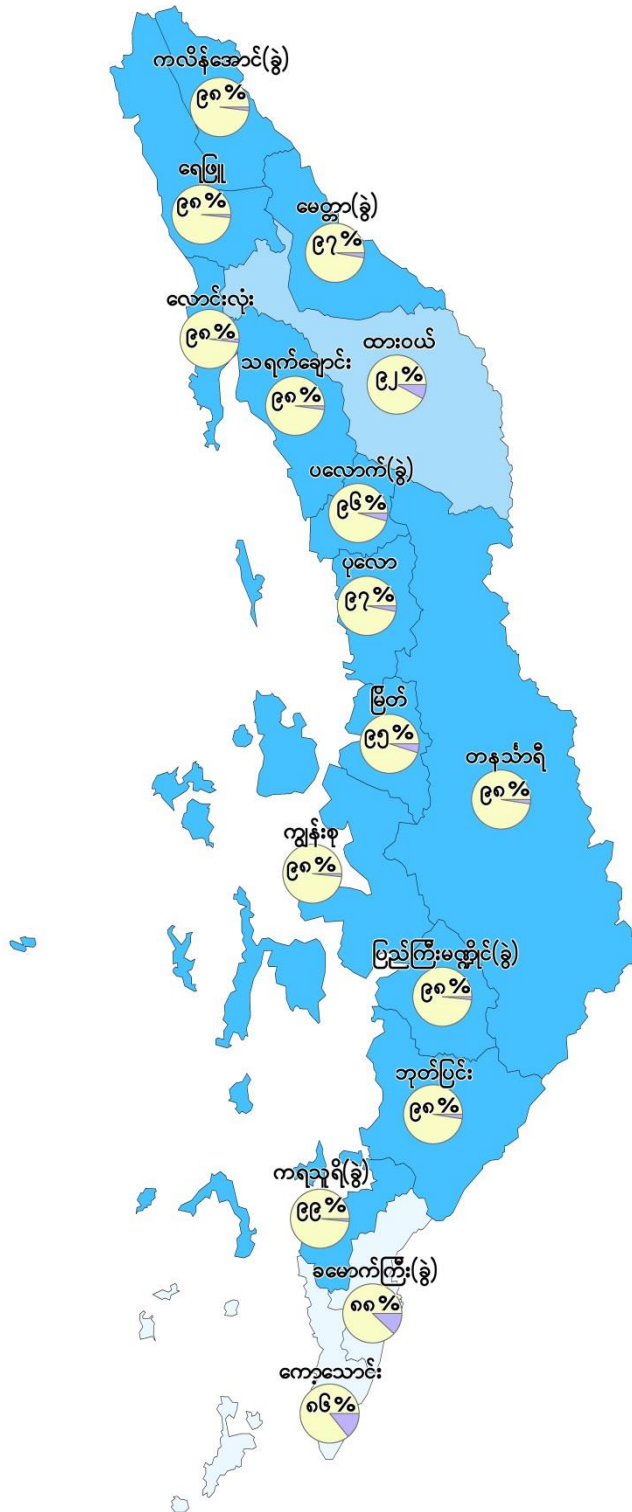 ကလိန်အောင်(ခွဲ)
၉၈%
ရေဖြူ
၉၈%
မေတ္တာ(ခွဲ)
၉၇%
လောင်းလုံး
၉၈%
ထားဝယ်
၉၂%
သရက်ချောင်း
၉၈%
ပလောက်(ခွဲ)
၉၆%
ပုလော
၉၇%
မြိတ်
၉၅%
တနင်္သာရီ
၉၈%
ကျွန်းစု
၉၈%
ပြည်ကြီးမဏ္ဍိုင်(ခွဲ)
၉၈%
ဘုတ်ပြင်း
၉၈%
ကရသူရိ(ခွဲ)
၉၉%
ခမောက်ကြီး(ခွဲ)
၈၈%
ကော့သောင်း
၈၆%